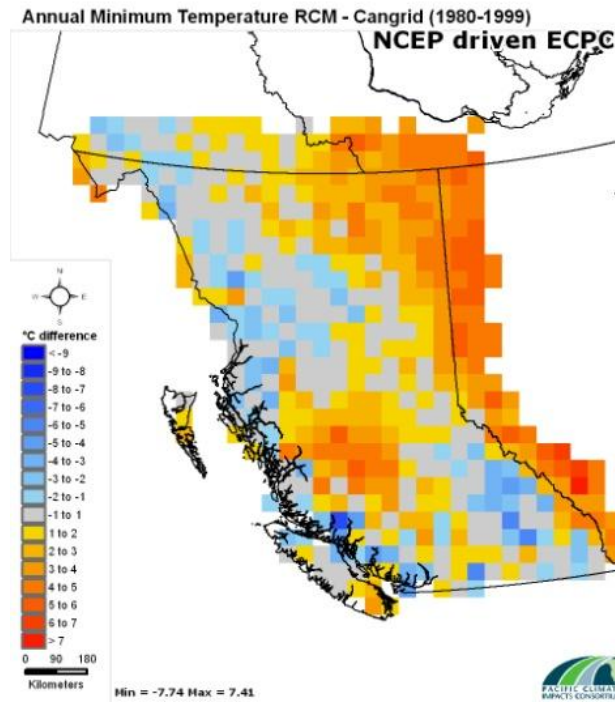 Annual Minimum Temperature RCM - Cangrid (1980-1999)
NCEP driven ECPC
N
W E
S
°C difference
< -9
-9 to -8
-8 to -7
-7 to -6
-6 to -5
-5 to -4
-4 to -3
-3 to -2
-2 to -1
-1 to 1
1 to 2
2 to 3
3 to 4
4 to 5
5 to 6
6 to 7
> 7
0 90 180
Kilometers
Min = -7.74 Max = 7.41
PACIFIC CLIMATE
IMPACTS CONSORTIUM